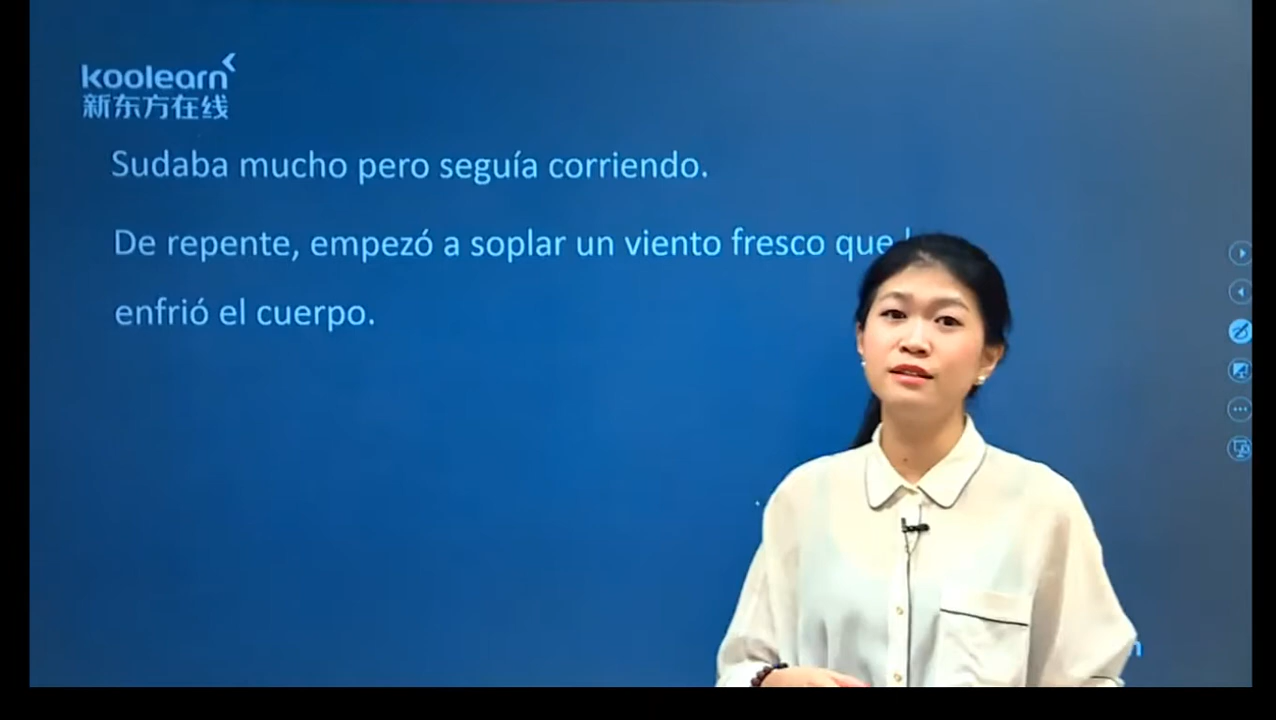 koolearn
新东方在线
Sudaba mucho pero seguía corriendo.
De repente, empezó a soplar un viento fresco que
enfrió el cuerpo.